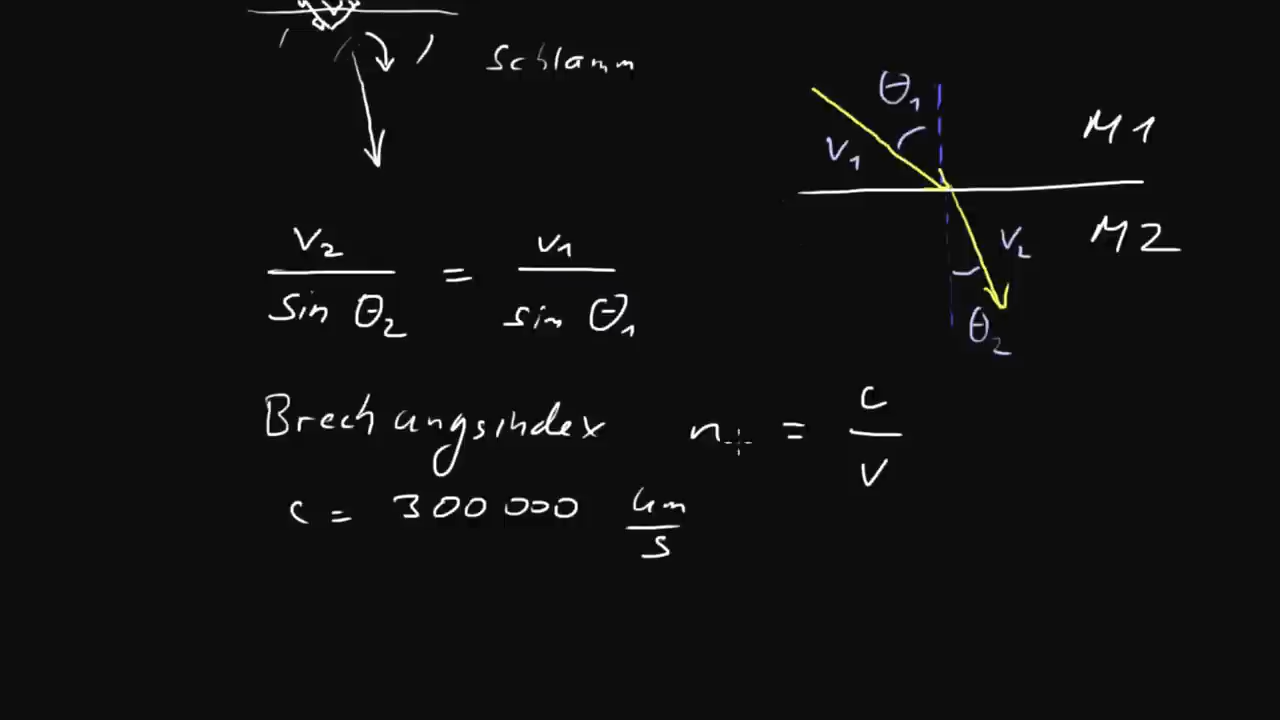 Schlamm
θ₁
v₁
M1
M2
v₂
θ₂
v₂ / sin θ₂ = v₁ / sin θ₁
Brechungsindex n = c / v
c = 300 000 km / s